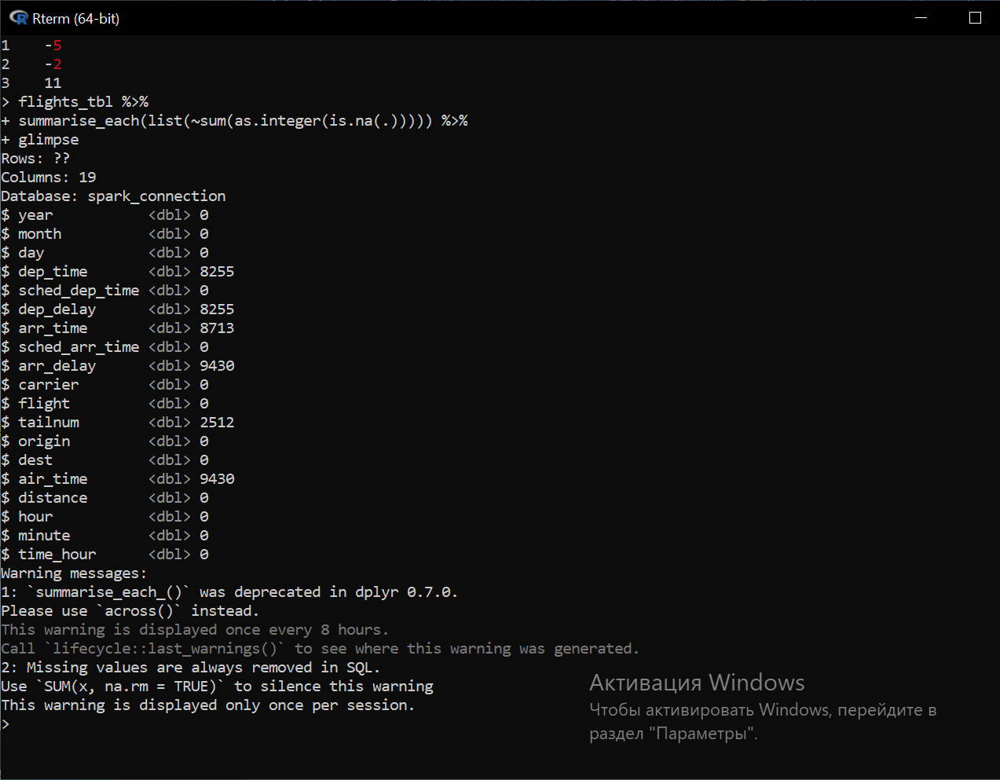 Rterm (64-bit)
1    -5
2    -2
3    11
> flights_tbl %>%
+ summarise_each(list(~sum(as.integer(is.na(.))))) %>%
+ glimpse
Rows: ??
Columns: 19
Database: spark_connection
$ year           <dbl> 0
$ month          <dbl> 0
$ day            <dbl> 0
$ dep_time       <dbl> 8255
$ sched_dep_time <dbl> 0
$ dep_delay      <dbl> 8255
$ arr_time       <dbl> 8713
$ sched_arr_time <dbl> 0
$ arr_delay      <dbl> 9430
$ carrier        <dbl> 0
$ flight         <dbl> 0
$ tailnum        <dbl> 2512
$ origin         <dbl> 0
$ dest           <dbl> 0
$ air_time       <dbl> 9430
$ distance       <dbl> 0
$ hour           <dbl> 0
$ minute         <dbl> 0
$ time_hour      <dbl> 0
Warning messages:
1: `summarise_each_()` was deprecated in dplyr 0.7.0.
Please use `across()` instead.
This warning is displayed once every 8 hours.
Call `lifecycle::last_warnings()` to see where this warning was generated.
2: Missing values are always removed in SQL.
Use `SUM(x, na.rm = TRUE)` to silence this warning
This warning is displayed only once per session.
>
Активация Windows
Чтобы активировать Windows, перейдите в
раздел "Параметры".